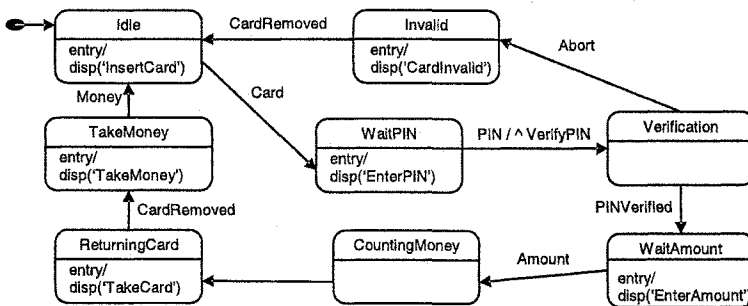 Idle
entry/
disp('InsertCard')
CardRemoved
Invalid
entry/
disp('CardInvalid')
Abort
Money
Card
TakeMoney
entry/
disp('TakeMoney')
WaitPIN
entry/
disp('EnterPIN')
PIN / ^ VerifyPIN
Verification
CardRemoved
PINVerified
ReturningCard
entry/
disp('TakeCard')
CountingMoney
Amount
WaitAmount
entry/
disp('EnterAmount')